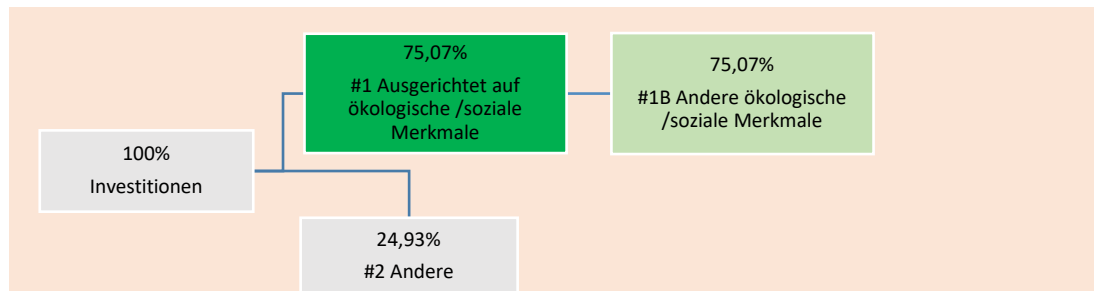 100%
Investitionen
75,07%
#1 Ausgerichtet auf
ökologische /soziale
Merkmale
75,07%
#1B Andere ökologische
/soziale Merkmale
24,93%
#2 Andere